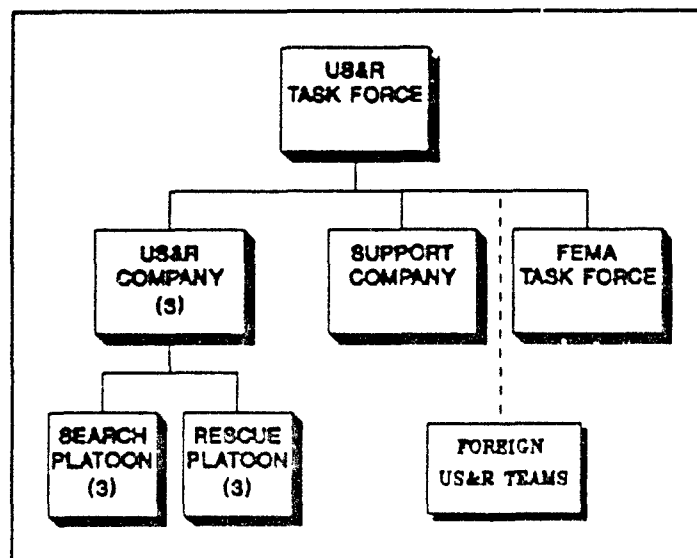 US&R
TASK FORCE
US&R
COMPANY
(3)
SUPPORT
COMPANY
FEMA
TASK FORCE
SEARCH
PLATOON
(3)
RESCUE
PLATOON
(3)
FOREIGN
US&R TEAMS